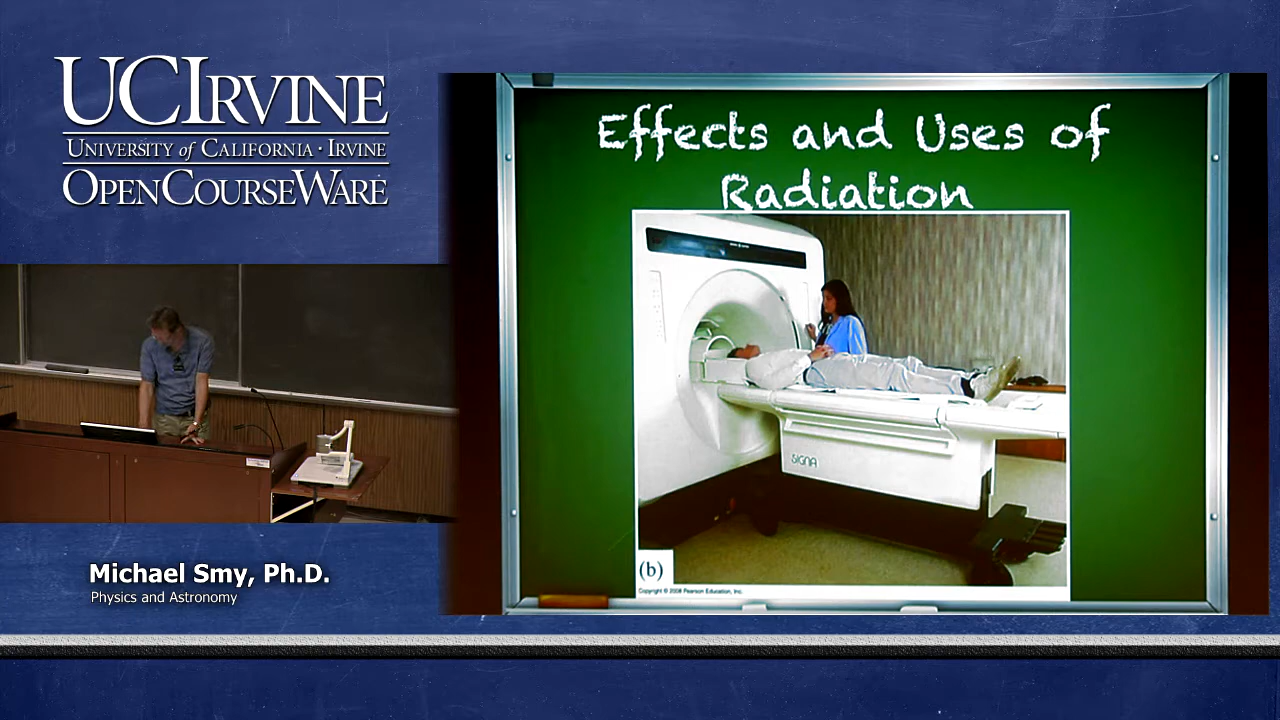 UCIRVINE
UNIVERSITY of CALIFORNIA · IRVINE
OPENCOURSEWARE
Effects and Uses of
Radiation
SIGNA
(b)
Copyright © 2008 Pearson Education, Inc.
Michael Smy, Ph.D.
Physics and Astronomy